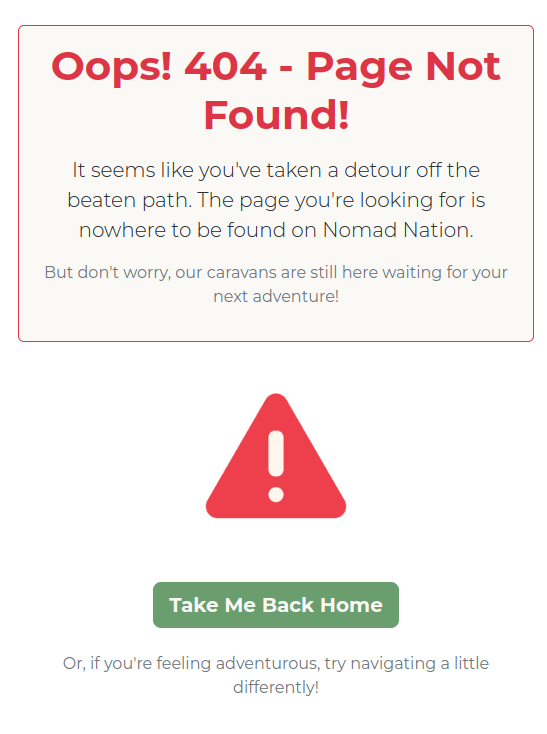 Oops! 404 - Page Not
Found!
It seems like you've taken a detour off the
beaten path. The page you're looking for is
nowhere to be found on Nomad Nation.
But don't worry, our caravans are still here waiting for your
next adventure!
Take Me Back Home
Or, if you're feeling adventurous, try navigating a little
differently!